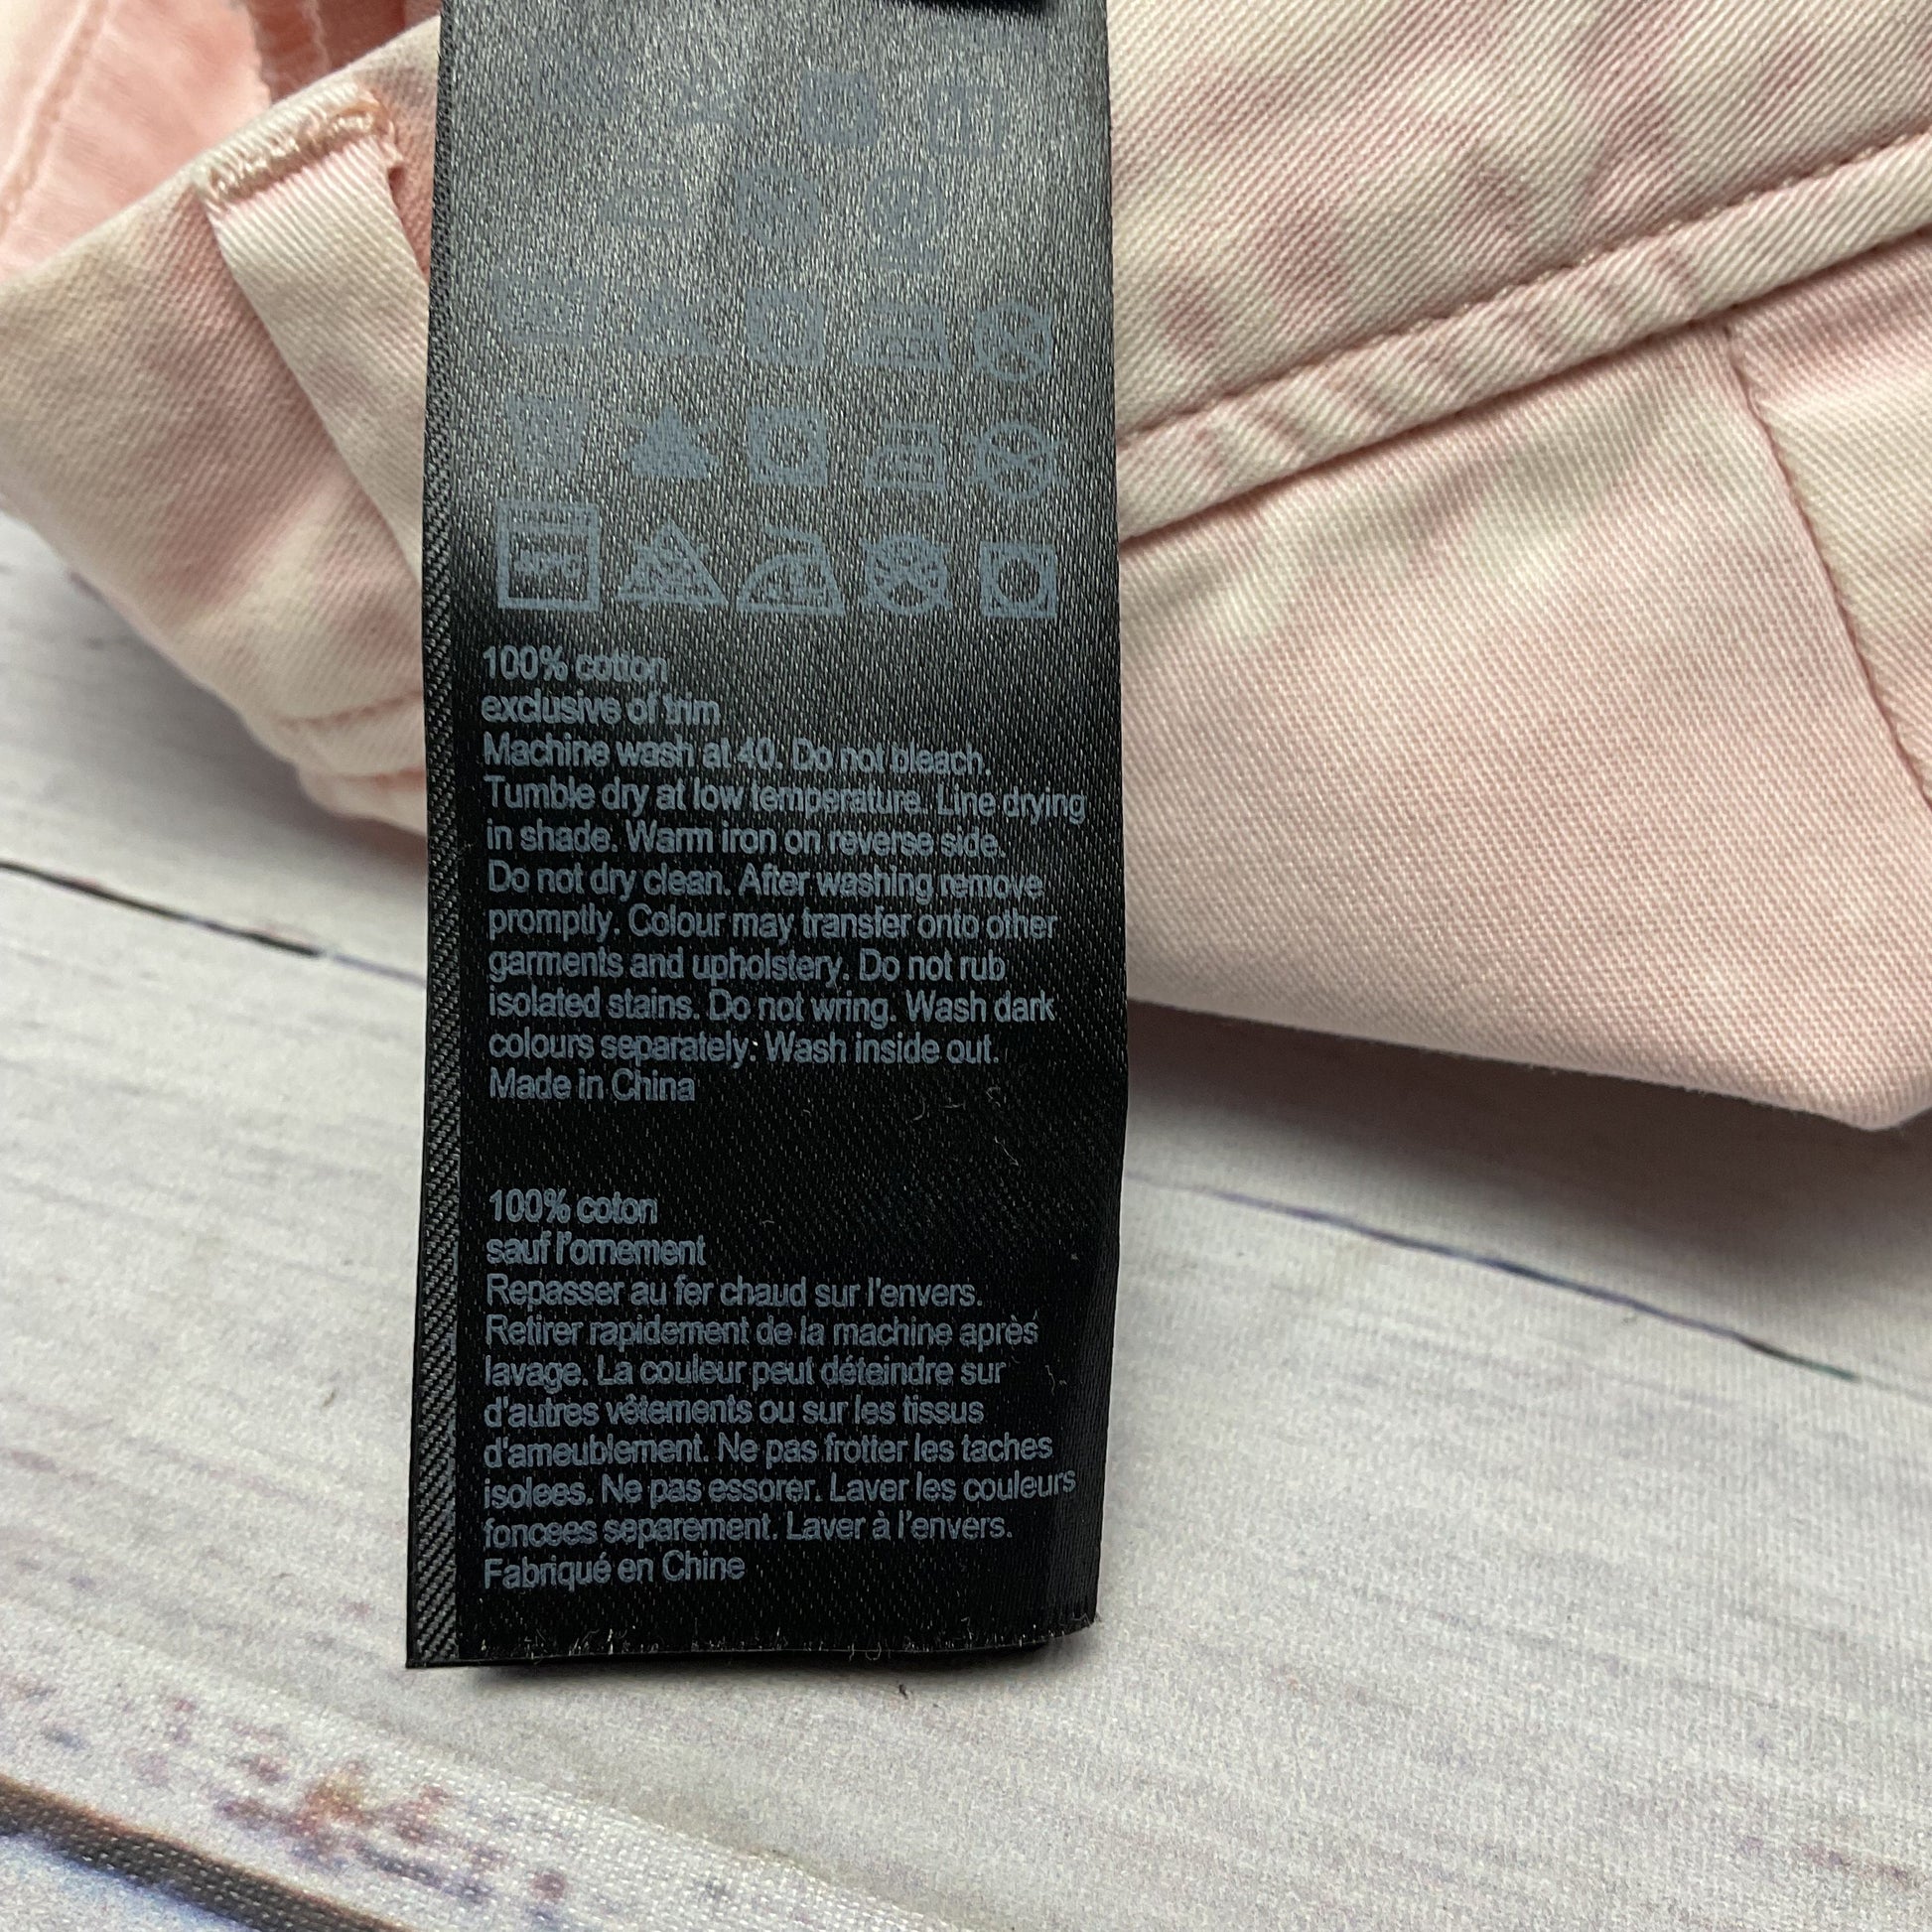 100% cotton
exclusive of trim
Machine wash at 40. Do not bleach.
Tumble dry at low temperature. Line drying
in shade. Warm iron on reverse side.
Do not dry clean. After washing remove
promptly. Colour may transfer onto other
garments and upholstery. Do not rub
isolated stains. Do not wring. Wash dark
colours separately. Wash inside out.
Made in China
100% coton
sauf l'ornement
Repasser au fer chaud sur l'envers.
Retirer rapidement de la machine après
lavage. La couleur peut déteindre sur
d'autres vêtements ou sur les tissus
d'ameublement. Ne pas frotter les taches
isolees. Ne pas essorer. Laver les couleurs
foncees separement. Laver à l'envers.
Fabriqué en Chine